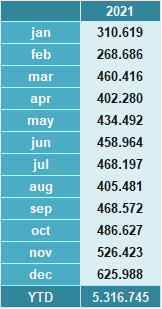 2021
jan 310.619
feb 268.686
mar 460.416
apr 402.280
may 434.492
jun 458.964
jul 468.197
aug 405.481
sep 468.572
oct 486.627
nov 526.423
dec 625.988
YTD 5.316.745